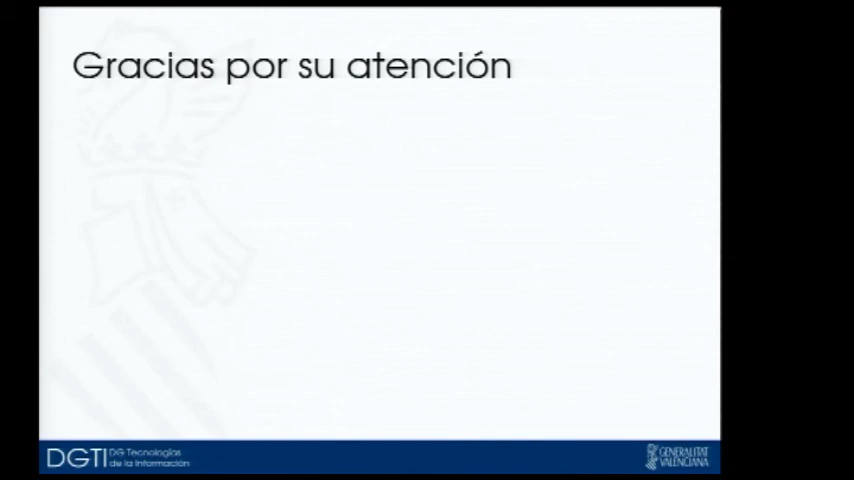 Gracias por su atención
DGTI DG Tecnologías
de la Información
GENERALITAT
VALENCIANA